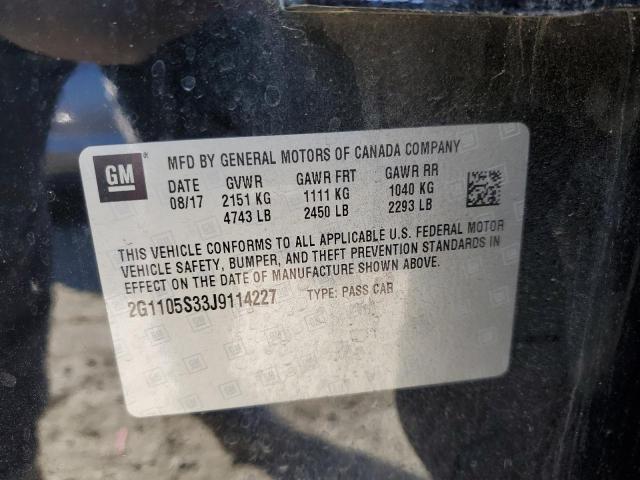 GM
MFD BY GENERAL MOTORS OF CANADA COMPANY
DATE GVWR GAWR FRT GAWR RR
08/17 2151 KG 1111 KG 1040 KG
4743 LB 2450 LB 2293 LB
THIS VEHICLE CONFORMS TO ALL APPLICABLE U.S. FEDERAL MOTOR
VEHICLE SAFETY, BUMPER, AND THEFT PREVENTION STANDARDS IN
EFFECT ON THE DATE OF MANUFACTURE SHOWN ABOVE.
2G1105S33J9114227 TYPE: PASS CAR